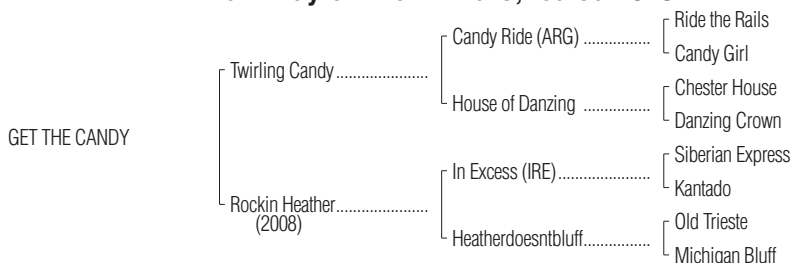 Ride the Rails
Candy Ride (ARG) ................
Candy Girl
Twirling Candy......................
Chester House
House of Danzing ................
Danzing Crown
GET THE CANDY
Siberian Express
In Excess (IRE)......................
Kantado
Rockin Heather......................
(2008)
Old Trieste
Heatherdoesntbluff................
Michigan Bluff